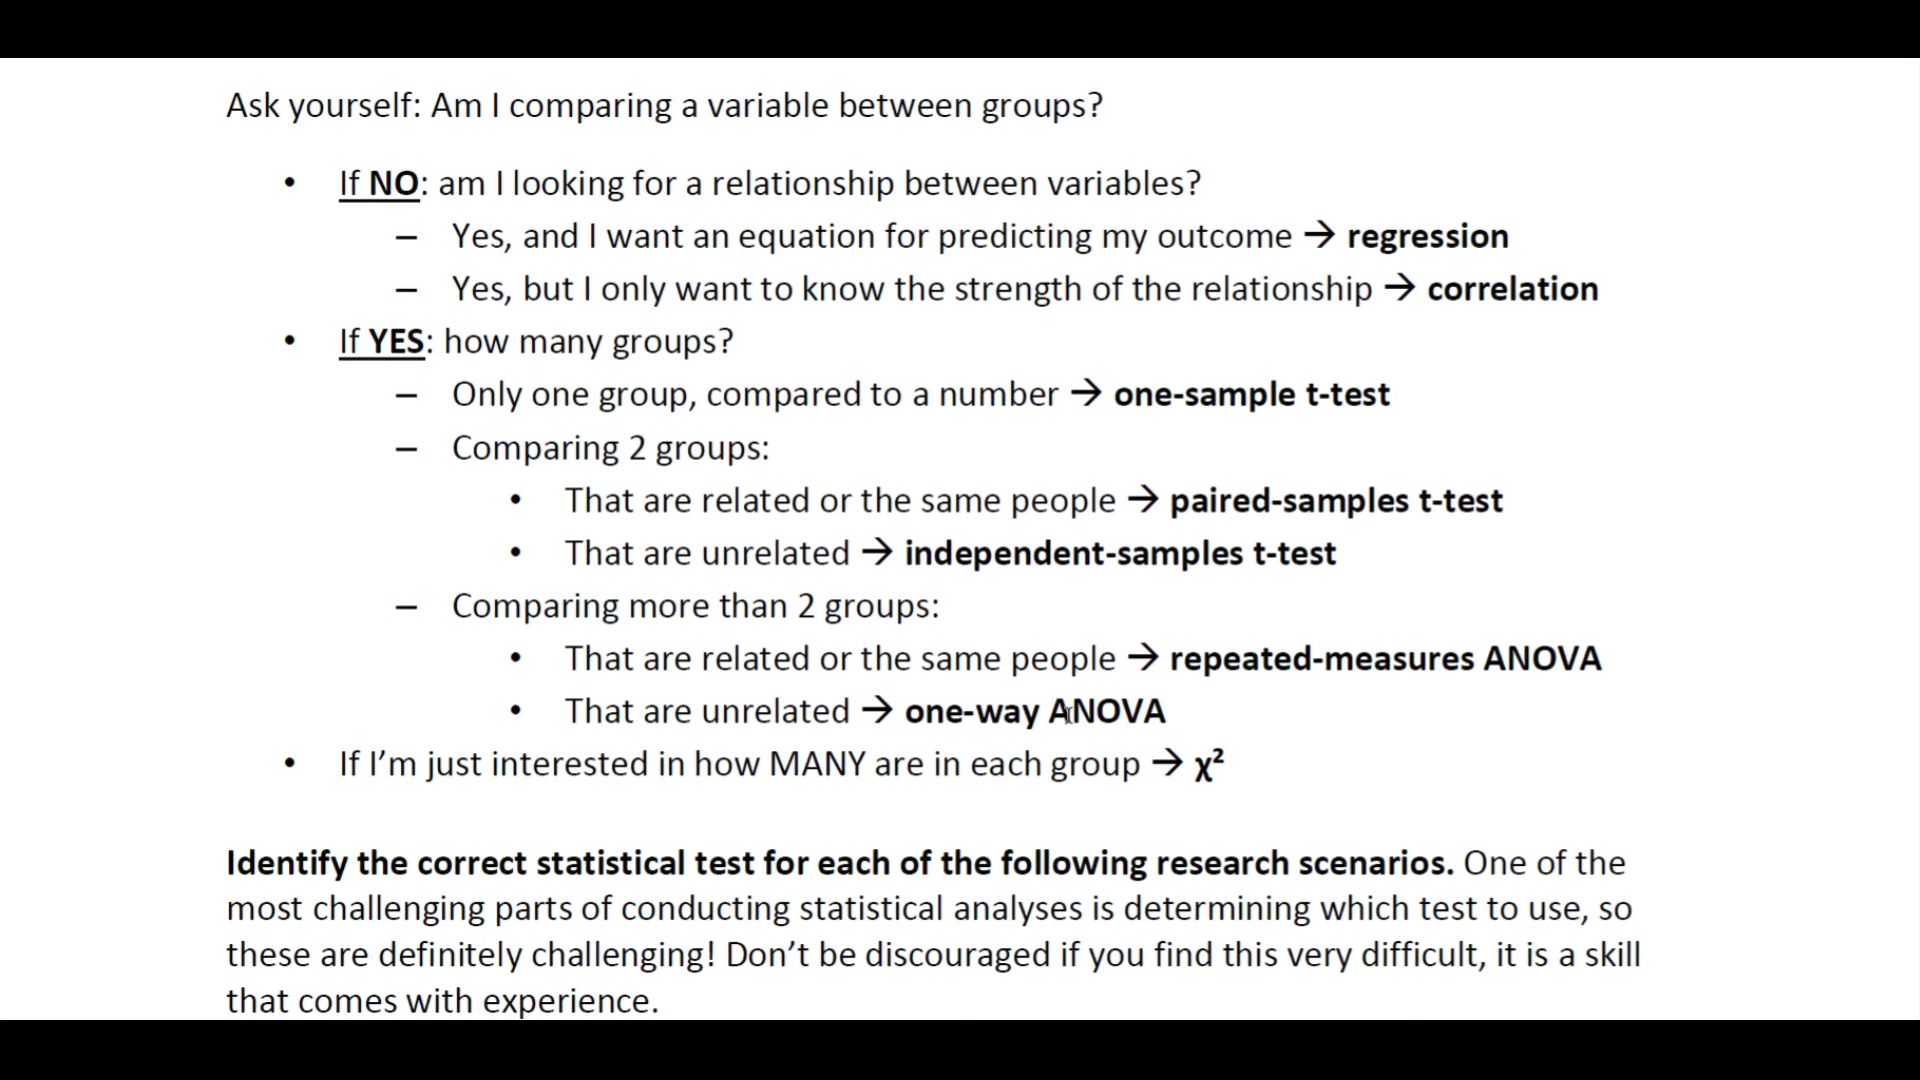 Ask yourself: Am I comparing a variable between groups?
• If NO: am I looking for a relationship between variables?
– Yes, and I want an equation for predicting my outcome → regression
– Yes, but I only want to know the strength of the relationship → correlation
• If YES: how many groups?
– Only one group, compared to a number → one-sample t-test
– Comparing 2 groups:
• That are related or the same people → paired-samples t-test
• That are unrelated → independent-samples t-test
– Comparing more than 2 groups:
• That are related or the same people → repeated-measures ANOVA
• That are unrelated → one-way ANOVA
• If I’m just interested in how MANY are in each group → χ²
Identify the correct statistical test for each of the following research scenarios. One of the
most challenging parts of conducting statistical analyses is determining which test to use, so
these are definitely challenging! Don’t be discouraged if you find this very difficult, it is a skill
that comes with experience.